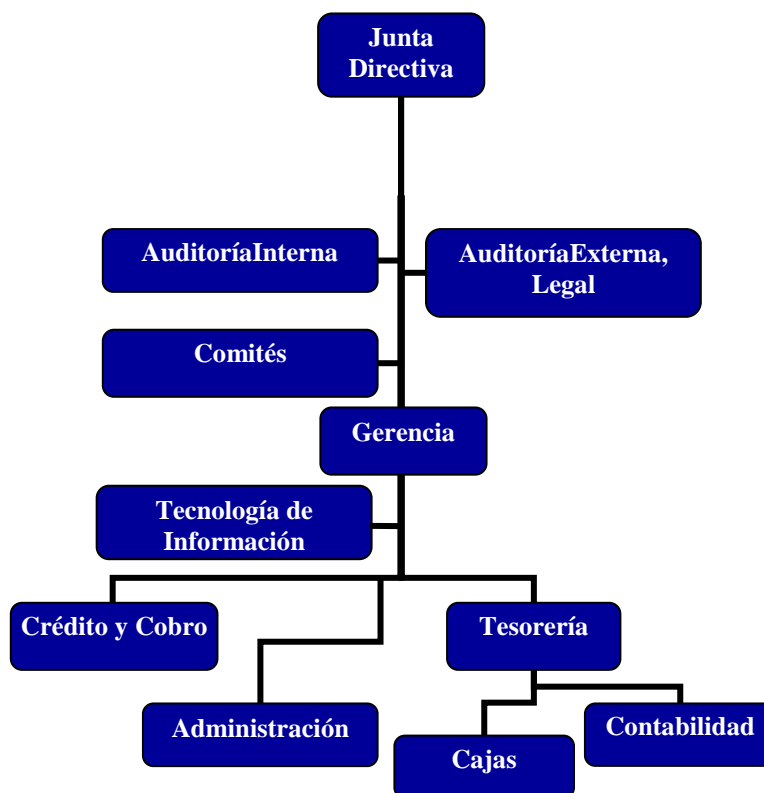 Junta
Directiva
AuditoríaInterna
AuditoríaExterna,
Legal
Comités
Gerencia
Tecnología de
Información
Crédito y Cobro
Tesorería
Administración
Contabilidad
Cajas